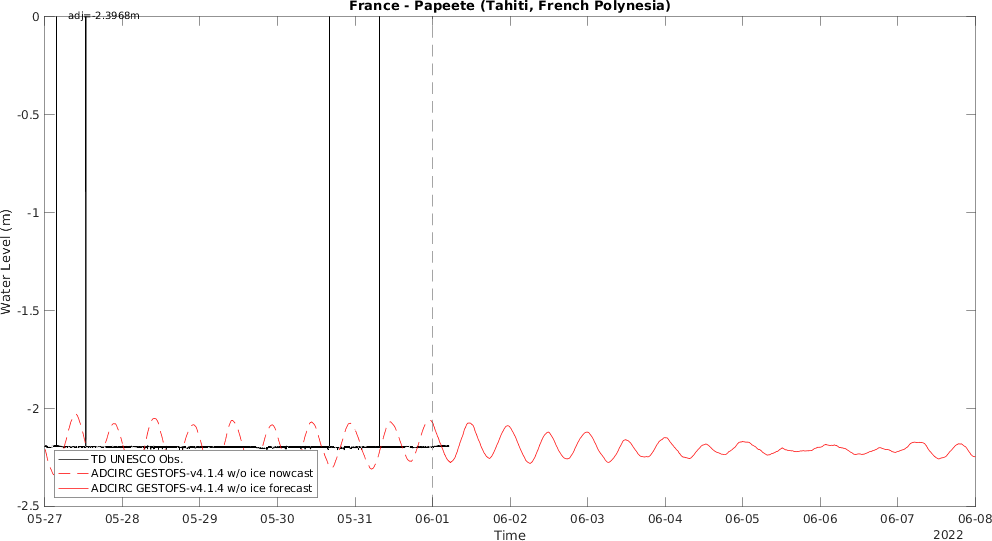 France - Papeete (Tahiti, French Polynesia)
adj=-2.3968m
Water Level (m)
0
-0.5
-1
-1.5
-2
-2.5
TD UNESCO Obs.
ADCIRC GESTOFS-v4.1.4 w/o ice nowcast
ADCIRC GESTOFS-v4.1.4 w/o ice forecast
05-27 05-28 05-29 05-30 05-31 06-01 06-02 06-03 06-04 06-05 06-06 06-07 06-08
Time
2022